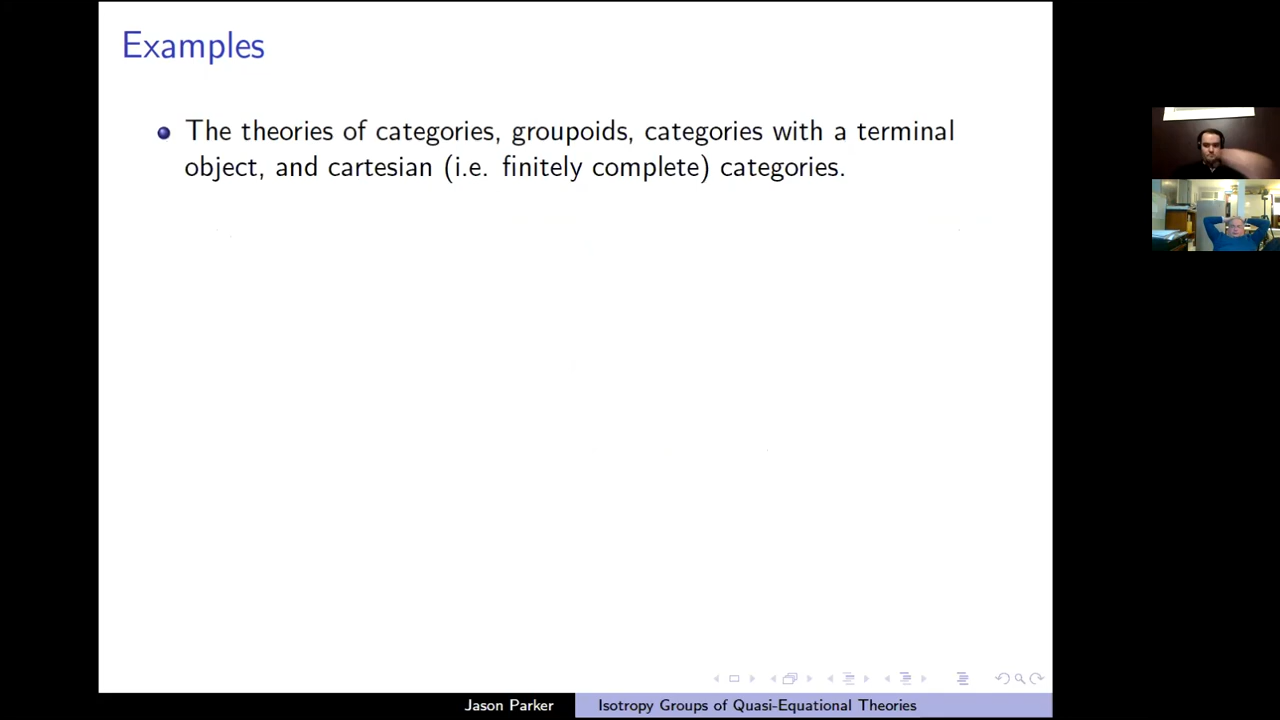 Examples
The theories of categories, groupoids, categories with a terminal
object, and cartesian (i.e. finitely complete) categories.
Jason Parker
Isotropy Groups of Quasi-Equational Theories